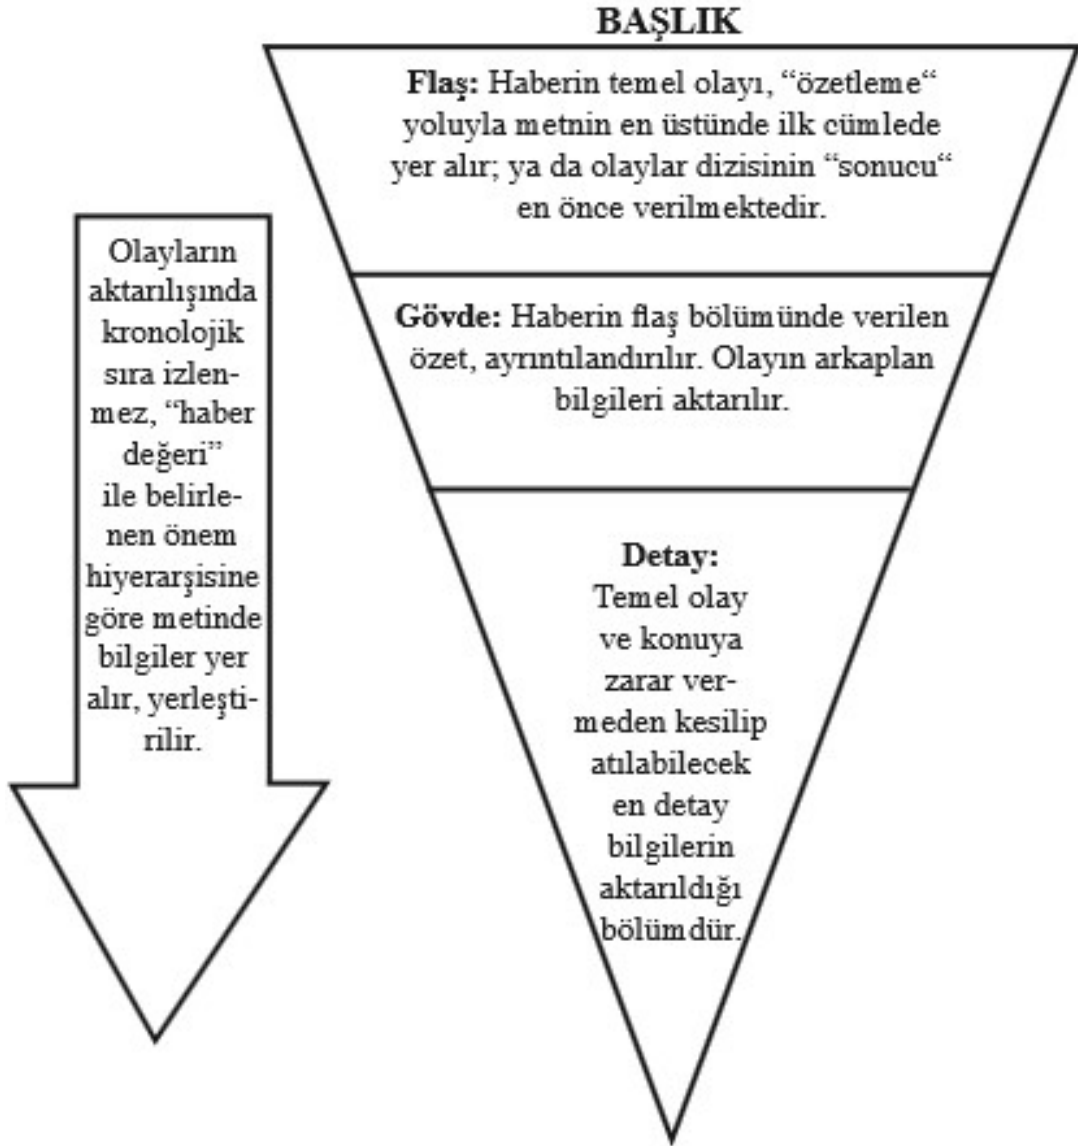 BAŞLIK
Flaş: Haberin temel olayı, “özetleme“
yoluyla metnin en üstünde ilk cümlede
yer alır; ya da olaylar dizisinin “sonucu“
en önce verilmektedir.
Gövde: Haberin flaş bölümünde verilen
özet, ayrıntılandırılır. Olayın arkaplan
bilgileri aktarılır.
Detay:
Temel olay
ve konuya
zarar ver-
meden kesilip
atılabilecek
en detay
bilgilerin
aktarıldığı
bölümdür.
Olayların
aktarılışında
kronolojik
sıra izlen-
mez, “haber
değeri”
ile belirle-
nen önem
hiyerarşisine
göre metinde
bilgiler yer
alır, yerleşti-
rilir.